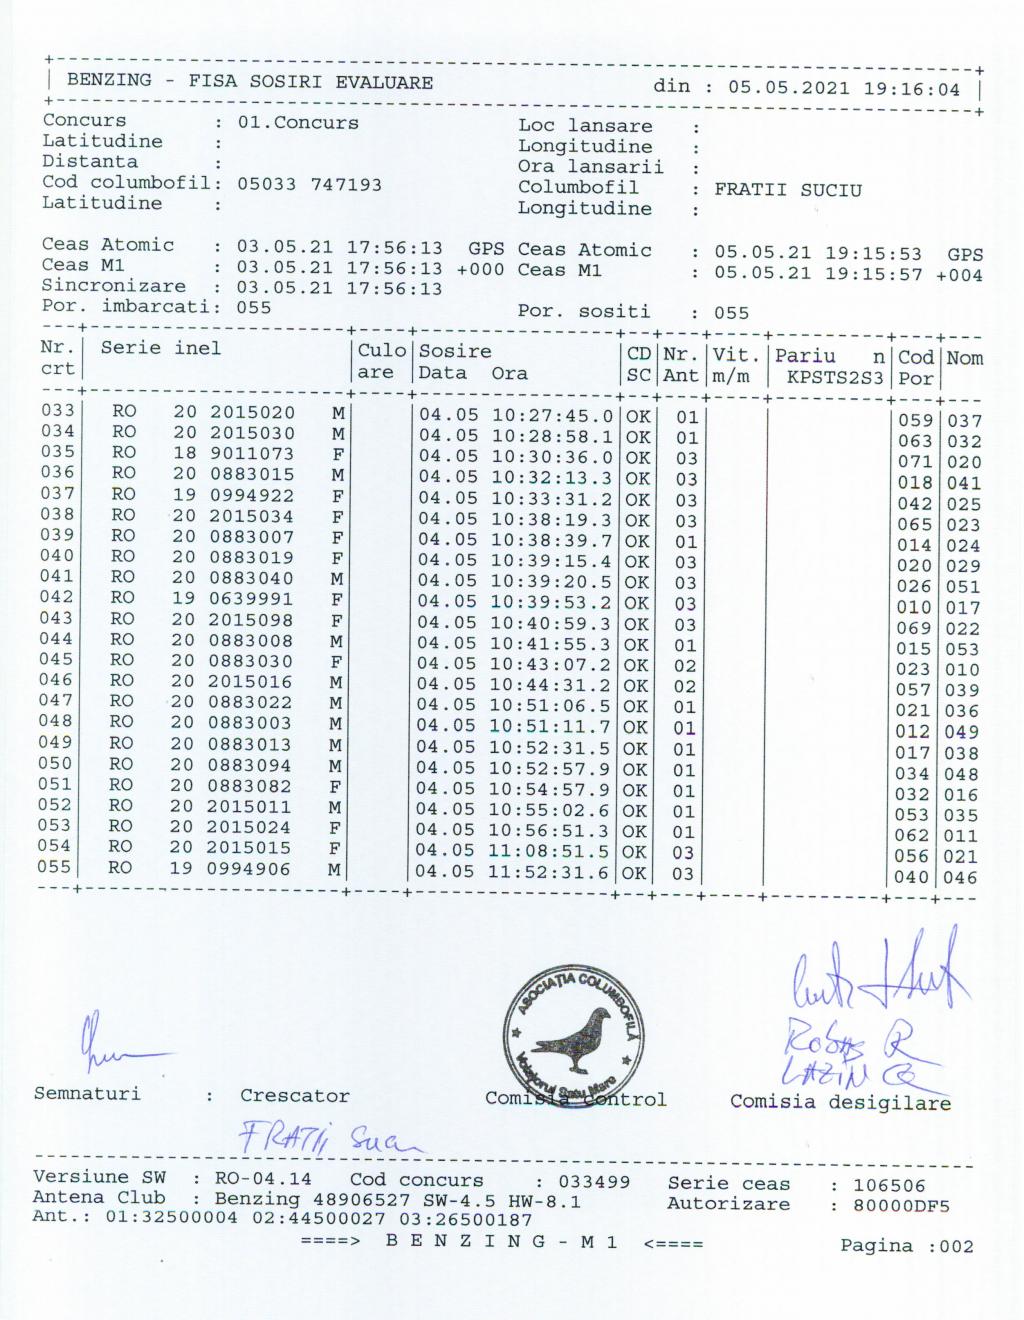 +----------------------------------------------------------------------------+
| BENZING - FISA SOSIRI EVALUARE din : 05.05.2021 19:16:04 |
+----------------------------------------------------------------------------+
Concurs : 01.Concurs Loc lansare :
Latitudine : Longitudine :
Distanta : Ora lansarii :
Cod columbofil: 05033 747193 Columbofil : FRATII SUCIU
Latitudine : Longitudine :
Ceas Atomic : 03.05.21 17:56:13 GPS Ceas Atomic : 05.05.21 19:15:53 GPS
Ceas M1 : 03.05.21 17:56:13 +000 Ceas M1 : 05.05.21 19:15:57 +004
Sincronizare : 03.05.21 17:56:13
Por. imbarcati: 055 Por. sositi : 055
Nr. | Serie inel | Culo | Sosire | CD | Nr. | Vit. | Pariu n | Cod | Nom
crt | | are | Data Ora | SC | Ant | m/m | KPSTS2S3 | Por |
033 | RO 20 2015020 M | | 04.05 10:27:45.0 | OK | 01 | | | 059 | 037
034 | RO 20 2015030 M | | 04.05 10:28:58.1 | OK | 01 | | | 063 | 032
035 | RO 18 9011073 F | | 04.05 10:30:36.0 | OK | 03 | | | 071 | 020
036 | RO 20 0883015 M | | 04.05 10:32:13.3 | OK | 03 | | | 018 | 041
037 | RO 19 0994922 F | | 04.05 10:33:31.2 | OK | 03 | | | 042 | 025
038 | RO 20 2015034 F | | 04.05 10:38:19.3 | OK | 03 | | | 065 | 023
039 | RO 20 0883007 F | | 04.05 10:38:39.7 | OK | 01 | | | 014 | 024
040 | RO 20 0883019 F | | 04.05 10:39:15.4 | OK | 03 | | | 020 | 029
041 | RO 20 0883040 M | | 04.05 10:39:20.5 | OK | 03 | | | 026 | 051
042 | RO 19 0639991 F | | 04.05 10:39:53.2 | OK | 03 | | | 010 | 017
043 | RO 20 2015098 F | | 04.05 10:40:59.3 | OK | 03 | | | 069 | 022
044 | RO 20 0883008 M | | 04.05 10:41:55.3 | OK | 01 | | | 015 | 053
045 | RO 20 0883030 F | | 04.05 10:43:07.2 | OK | 02 | | | 023 | 010
046 | RO 20 2015016 M | | 04.05 10:44:31.2 | OK | 02 | | | 057 | 039
047 | RO 20 0883022 M | | 04.05 10:51:06.5 | OK | 01 | | | 021 | 036
048 | RO 20 0883003 M | | 04.05 10:51:11.7 | OK | 01 | | | 012 | 049
049 | RO 20 0883013 M | | 04.05 10:52:31.5 | OK | 01 | | | 017 | 038
050 | RO 20 0883094 M | | 04.05 10:52:57.9 | OK | 01 | | | 034 | 048
051 | RO 20 0883082 F | | 04.05 10:54:57.9 | OK | 01 | | | 032 | 016
052 | RO 20 2015011 M | | 04.05 10:55:02.6 | OK | 01 | | | 053 | 035
053 | RO 20 2015024 F | | 04.05 10:56:51.3 | OK | 01 | | | 062 | 011
054 | RO 20 2015015 F | | 04.05 11:08:51.5 | OK | 03 | | | 056 | 021
055 | RO 19 0994906 M | | 04.05 11:52:31.6 | OK | 03 | | | 040 | 046
ASOCIAȚIA COLUMBOFILĂ
Voiajorul Satu Mare
LAZIN
Semnaturi : Crescator Comisia control Comisia desigilare
FRATII Suciu
Versiune SW : RO-04.14 Cod concurs : 033499 Serie ceas : 106506
Antena Club : Benzing 48906527 SW-4.5 HW-8.1 Autorizare : 80000DF5
Ant.: 01:32500004 02:44500027 03:26500187
====> B E N Z I N G - M 1 <==== Pagina :002